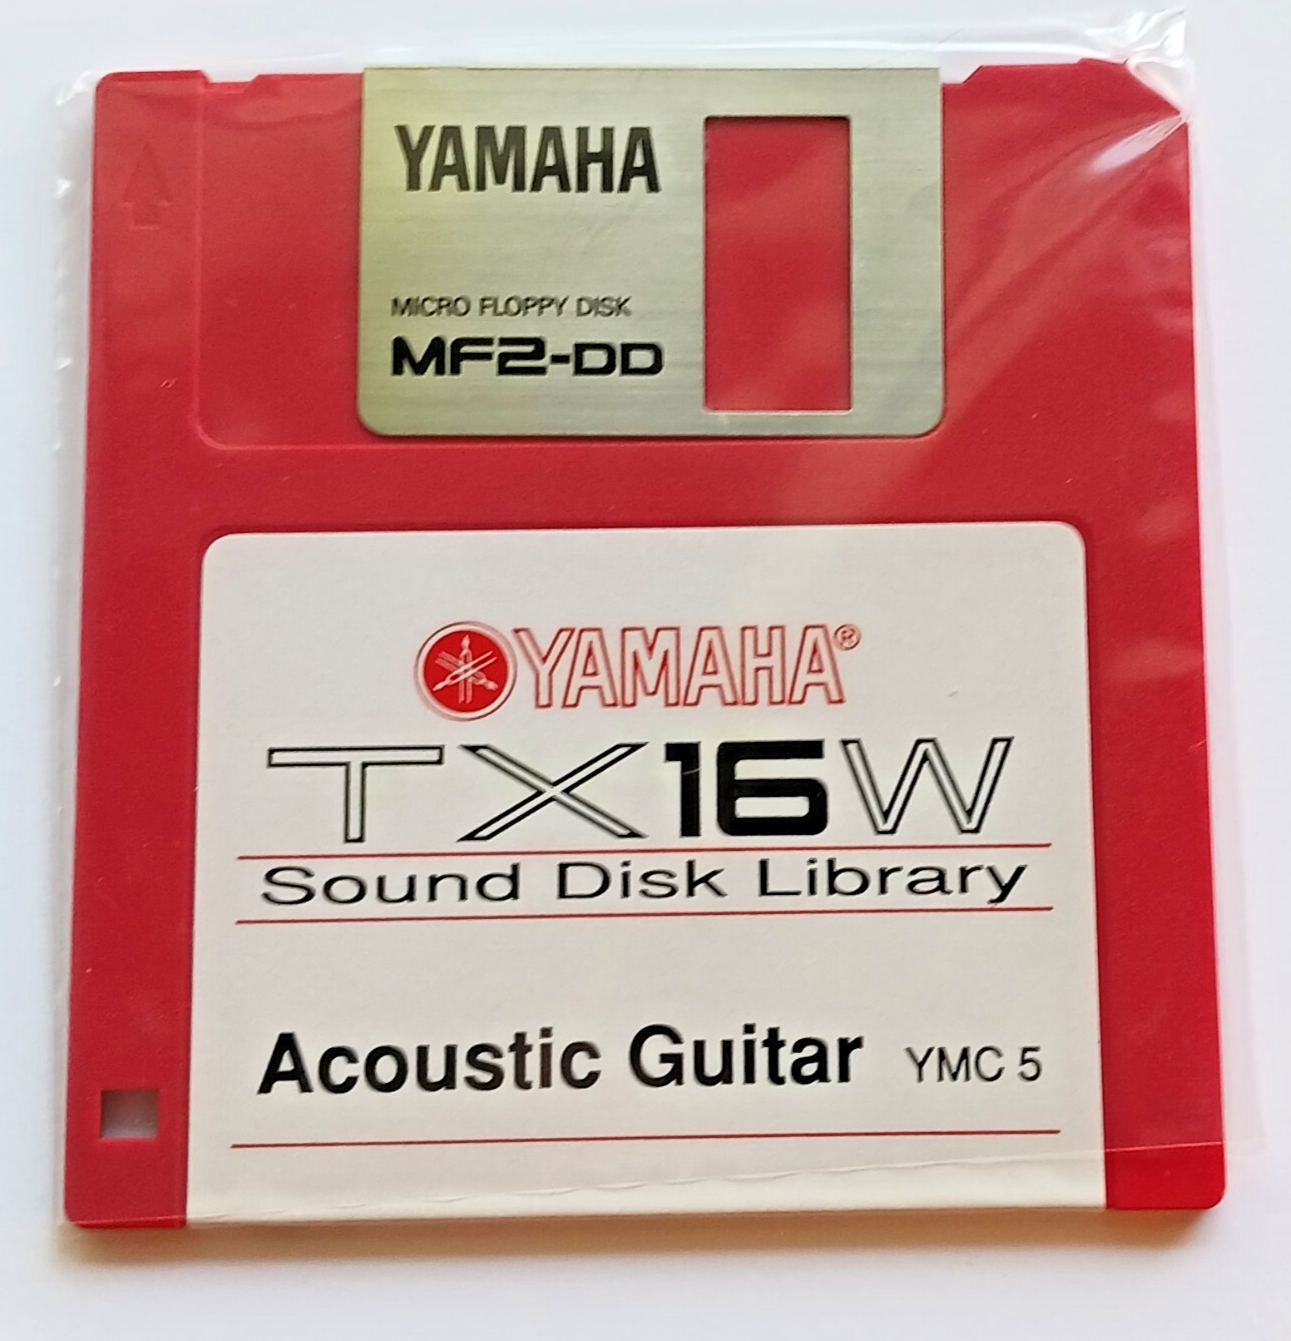 YAMAHA
MICRO FLOPPY DISK
MF2-DD
YAMAHA®
TX16W
Sound Disk Library
Acoustic Guitar YMC 5